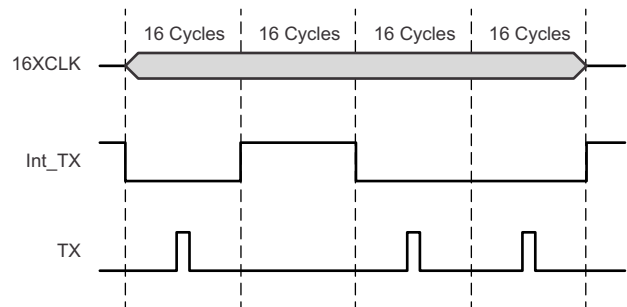 16 Cycles 16 Cycles 16 Cycles 16 Cycles
16XCLK
Int_TX
TX